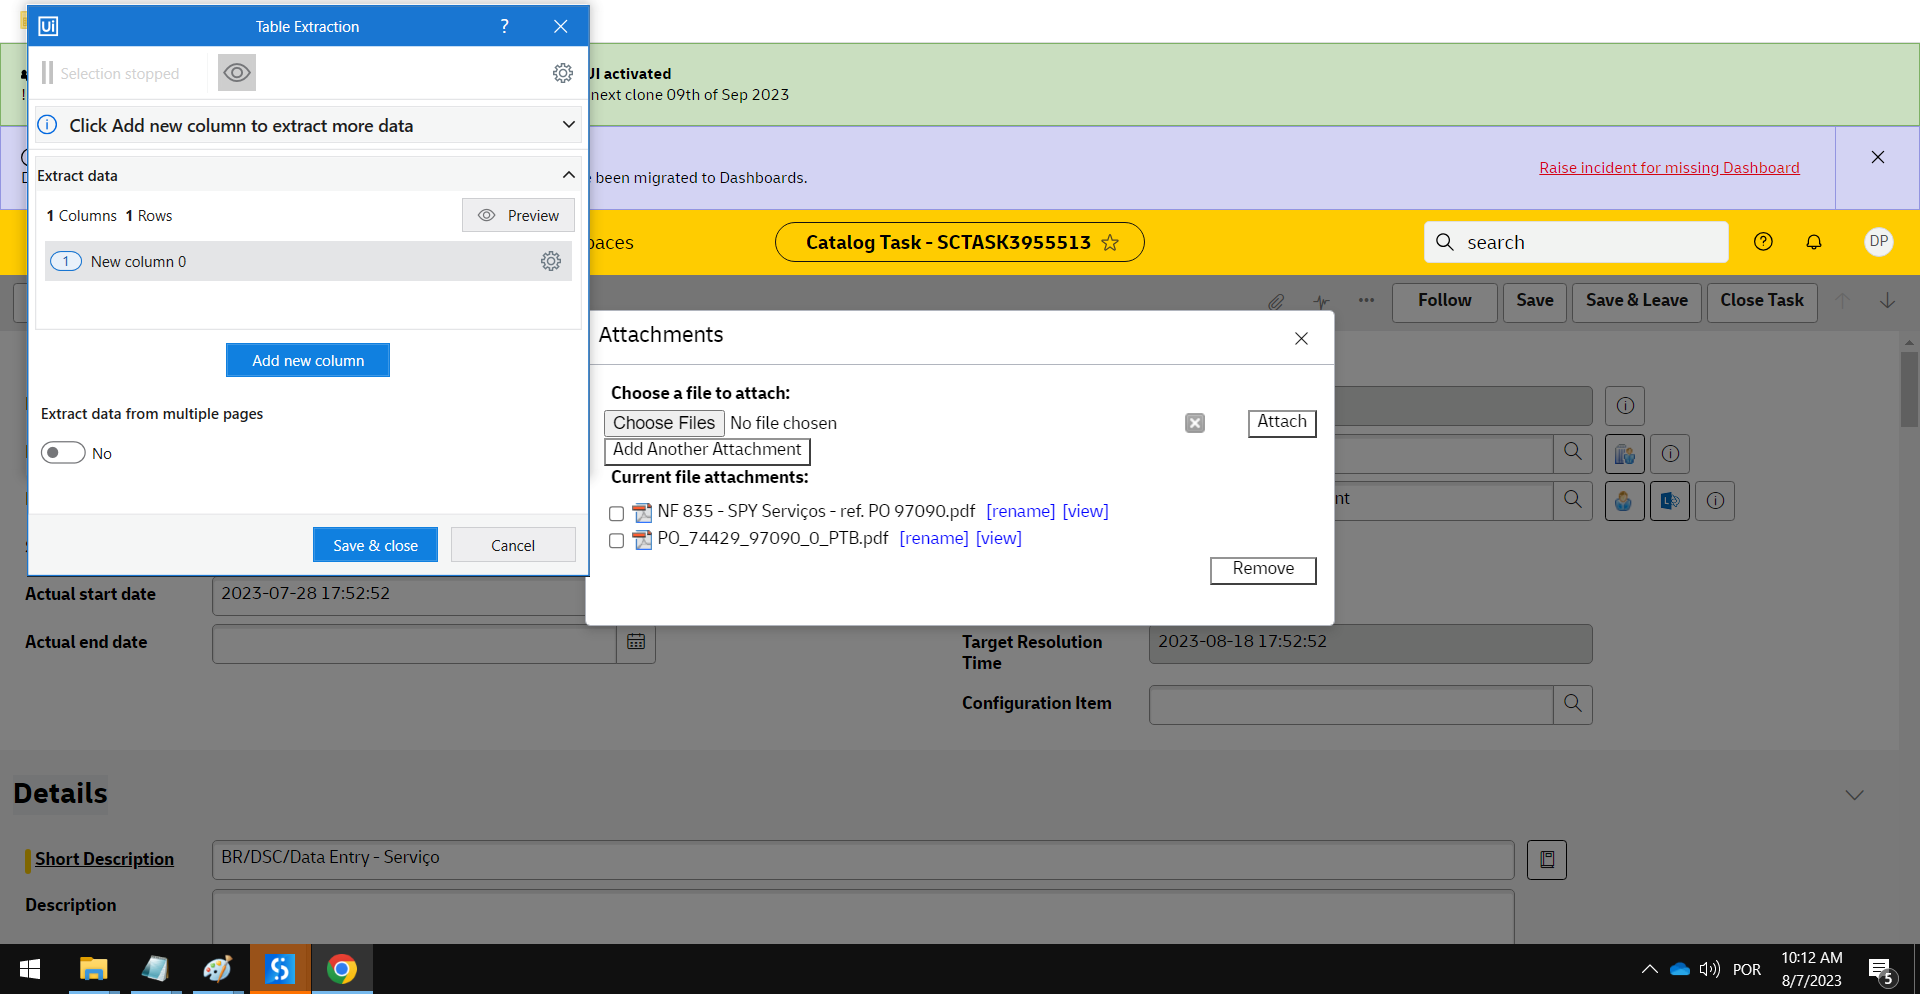 Ui
Table Extraction
?
Selection stopped
Click Add new column to extract more data
Extract data
1 Columns 1 Rows
Preview
1 New column 0
Add new column
Extract data from multiple pages
No
Save & close
Cancel
UI activated
next clone 09th of Sep 2023
been migrated to Dashboards.
Raise incident for missing Dashboard
paces
Catalog Task - SCTASK3955513
search
DP
Follow
Save
Save & Leave
Close Task
Attachments
Choose a file to attach:
Choose Files No file chosen
Attach
Add Another Attachment
Current file attachments:
NF 835 - SPY Serviços - ref. PO 97090.pdf [rename] [view]
PO_74429_97090_0_PTB.pdf [rename] [view]
Remove
nt
Actual start date
2023-07-28 17:52:52
Actual end date
Target Resolution
Time
2023-08-18 17:52:52
Configuration Item
Details
Short Description
BR/DSC/Data Entry - Serviço
Description
POR
10:12 AM
8/7/2023
5